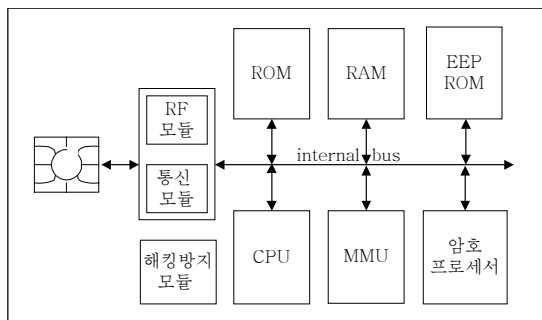 ROM
RAM
EEP
ROM
RF
모듈
통신
모듈
internal bus
해킹방지
모듈
CPU
MMU
암호
프로세서